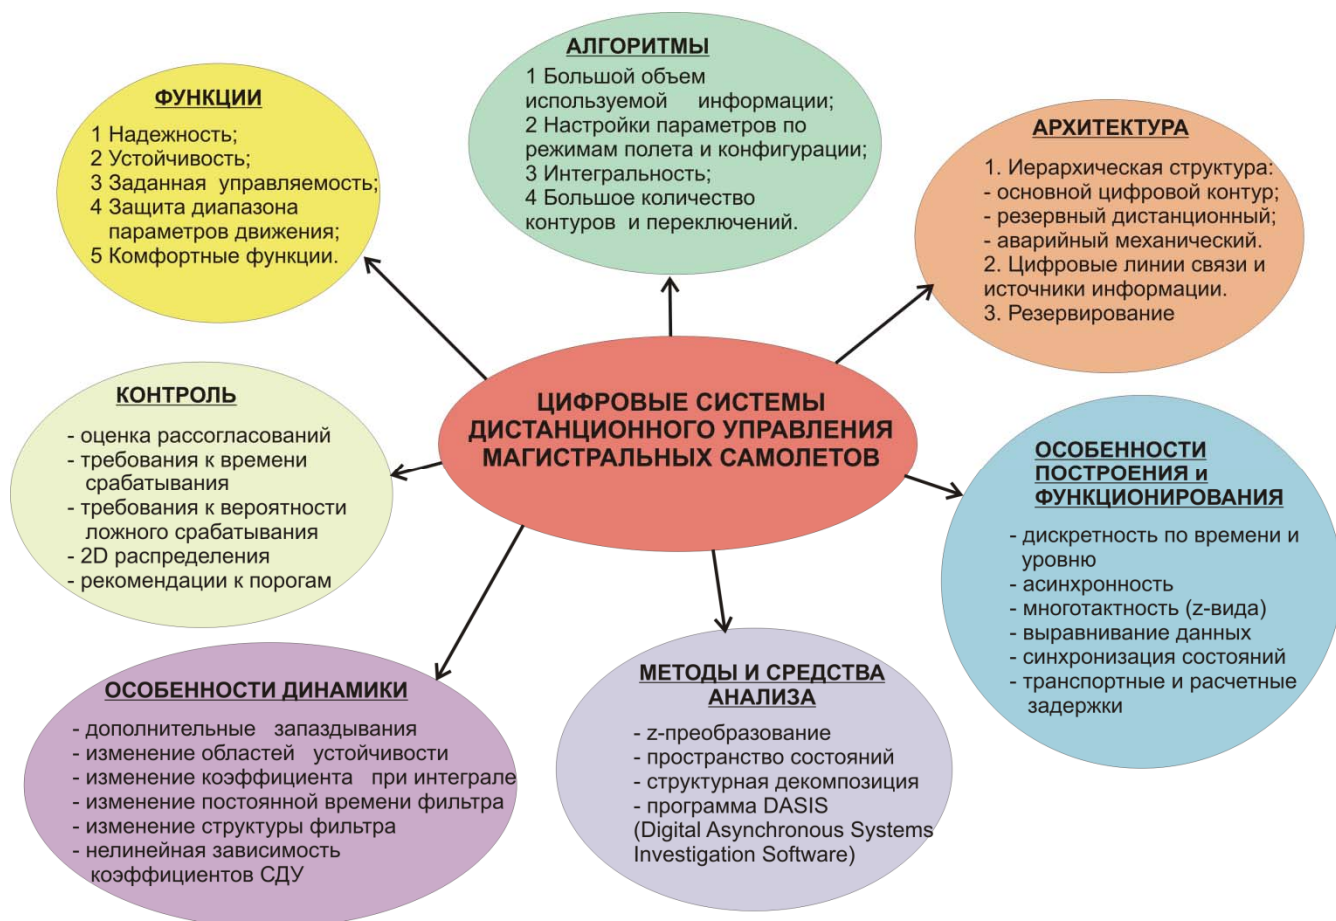 ФУНКЦИИ
1 Надежность;
2 Устойчивость;
3 Заданная управляемость;
4 Защита диапазона
параметров движения;
5 Комфортные функции.
АЛГОРИТМЫ
1 Большой объем
используемой информации;
2 Настройки параметров по
режимам полета и конфигурации;
3 Интегральность;
4 Большое количество
контуров и переключений.
АРХИТЕКТУРА
1. Иерархическая структура:
- основной цифровой контур;
- резервный дистанционный;
- аварийный механический.
2. Цифровые линии связи и
источники информации.
3. Резервирование
ЦИФРОВЫЕ СИСТЕМЫ
ДИСТАНЦИОННОГО УПРАВЛЕНИЯ
МАГИСТРАЛЬНЫХ САМОЛЕТОВ
КОНТРОЛЬ
- оценка рассогласований
- требования к времени
срабатывания
- требования к вероятности
ложного срабатывания
- 2D распределения
- рекомендации к порогам
ОСОБЕННОСТИ
ПОСТРОЕНИЯ и
ФУНКЦИОНИРОВАНИЯ
- дискретность по времени и
уровню
- асинхронность
- многотактность (z-вида)
- выравнивание данных
- синхронизация состояний
- транспортные и расчетные
задержки
ОСОБЕННОСТИ ДИНАМИКИ
- дополнительные запаздывания
- изменение областей устойчивости
- изменение коэффициента при интеграле
- изменение постоянной времени фильтра
- изменение структуры фильтра
- нелинейная зависимость
коэффициентов СДУ
МЕТОДЫ И СРЕДСТВА
АНАЛИЗА
- z-преобразование
- пространство состояний
- структурная декомпозиция
- программа DASIS
(Digital Asynchronous Systems
Investigation Software)